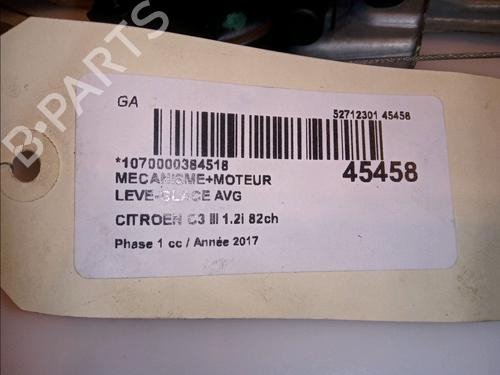 B-PARTS
GA
52712301 45458
*1070000384518
45458
MECANISME+MOTEUR
LEVE-GLACE AVG
CITROEN C3 III 1.2i 82ch
Phase 1 cc / Année 2017